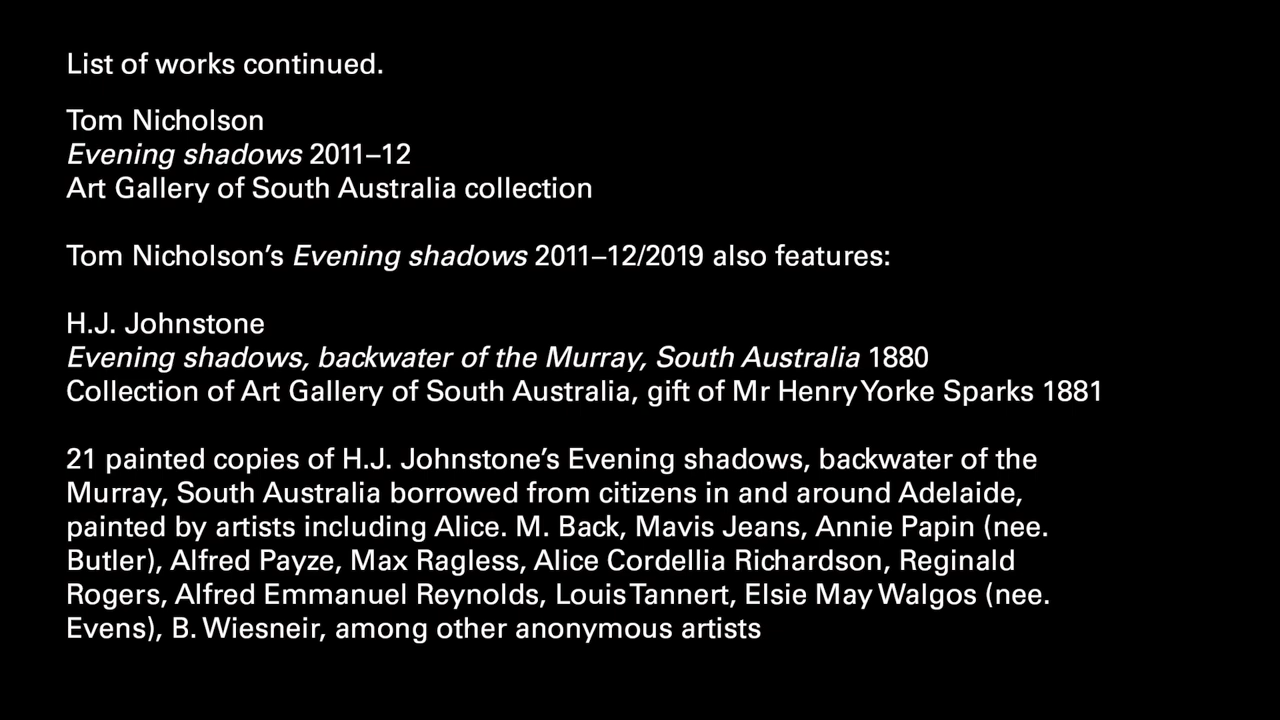 List of works continued.
Tom Nicholson
Evening shadows 2011–12
Art Gallery of South Australia collection
Tom Nicholson’s Evening shadows 2011–12/2019 also features:
H.J. Johnstone
Evening shadows, backwater of the Murray, South Australia 1880
Collection of Art Gallery of South Australia, gift of Mr Henry Yorke Sparks 1881
21 painted copies of H.J. Johnstone’s Evening shadows, backwater of the
Murray, South Australia borrowed from citizens in and around Adelaide,
painted by artists including Alice. M. Back, Mavis Jeans, Annie Papin (nee.
Butler), Alfred Payze, Max Ragless, Alice Cordellia Richardson, Reginald
Rogers, Alfred Emmanuel Reynolds, Louis Tannert, Elsie May Walgos (nee.
Evens), B. Wiesneir, among other anonymous artists